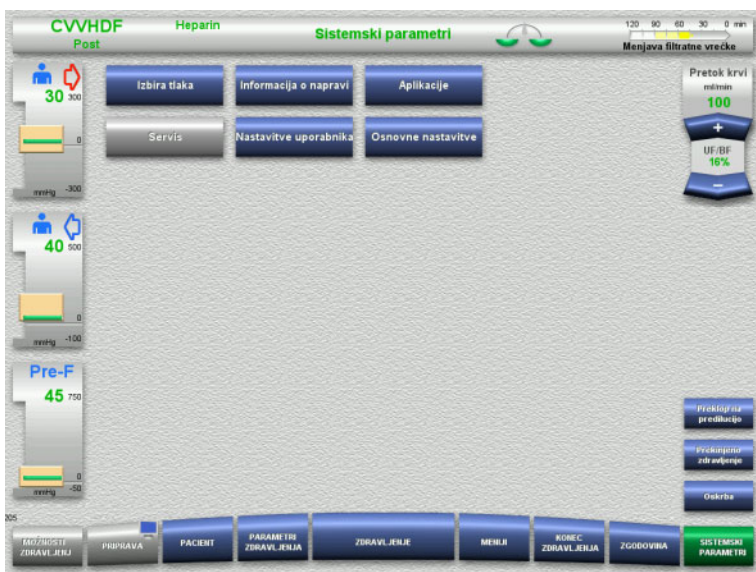 CVVHDF
Post
Heparin
Sistemski parametri
120 90 60 30 0 min
Menjava filtratne vrečke
30 300
0
mmHg -300
40 500
0
mmHg -100
Pre-F
45 750
0
mmHg -50
205
Izbira tlaka
Informacija o napravi
Aplikacije
Servis
Nastavitve uporabnika
Osnovne nastavitve
Pretok krvi
ml/min
100
+
UF/BF
16%
−
Preklop na
predilucijo
Prekinjeno
zdravljenje
Oskrba
MOŽNOSTI
ZDRAVLJENJ
PRIPRAVA
PACIENT
PARAMETRI
ZDRAVLJENJA
ZDRAVLJENJE
MENIJI
KONEC
ZDRAVLJENJA
ZGODOVINA
SISTEMSKI
PARAMETRI